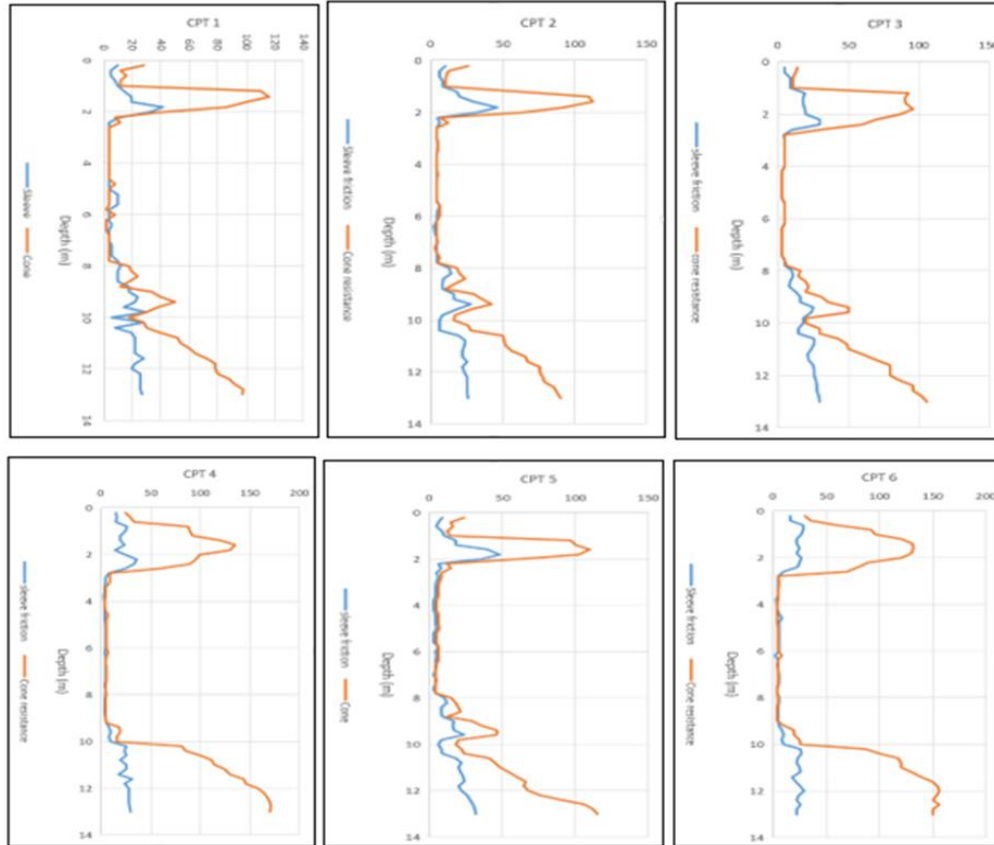 CPT 1
0 20 40 60 80 100 120 140
0
2
4
6
8
10
12
14
Depth (m)
Sleeve Cone
CPT 2
0 50 100 150
0
2
4
6
8
10
12
14
Depth (m)
Sleeve friction Cone resistance
CPT 3
0 50 100 150
0
2
4
6
8
10
12
14
Depth (m)
sleeve friction cone resistance
CPT 4
0 50 100 150 200
0
2
4
6
8
10
12
14
Depth (m)
sleeve friction Cone resistance
CPT 5
0 50 100 150
0
2
4
6
8
10
12
14
Depth (m)
sleeve friction Cone
CPT 6
0 50 100 150 200
0
2
4
6
8
10
12
14
Depth (m)
Sleeve friction Cone resistance